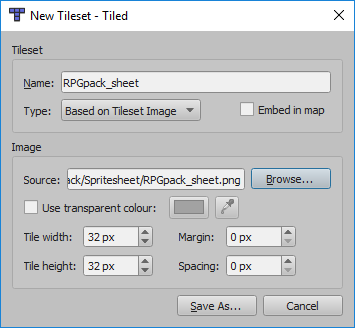 New Tileset - Tiled
Tileset
Name: RPGpack_sheet
Type: Based on Tileset Image Embed in map
Image
Source: ack/Spritesheet/RPGpack_sheet.png Browse...
Use transparent colour:
Tile width: 32 px Margin: 0 px
Tile height: 32 px Spacing: 0 px
Save As... Cancel